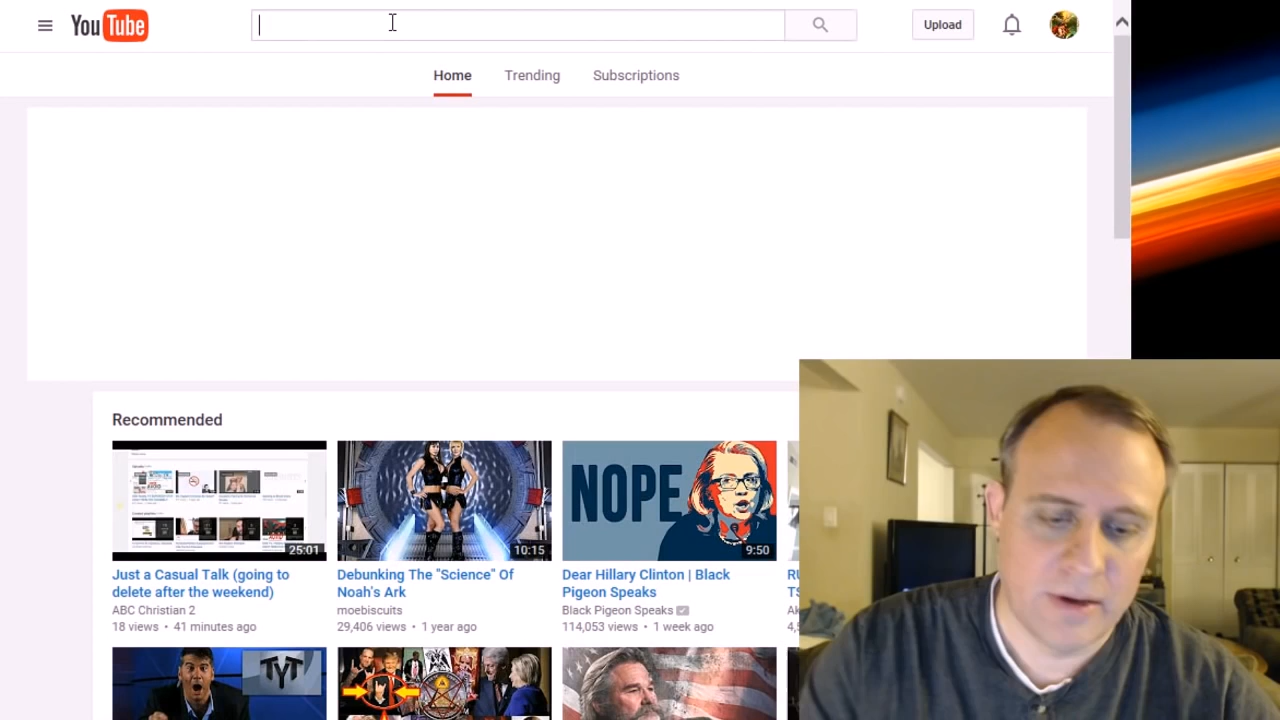 YouTube
Upload
Home Trending Subscriptions
Recommended
25:01
10:15
NOPE
9:50
Just a Casual Talk (going to delete after the weekend)
ABC Christian 2
18 views • 41 minutes ago
Debunking The "Science" Of Noah's Ark
moebiscuits
29,406 views • 1 year ago
Dear Hillary Clinton | Black Pigeon Speaks
Black Pigeon Speaks
114,053 views • 1 week ago
TYT